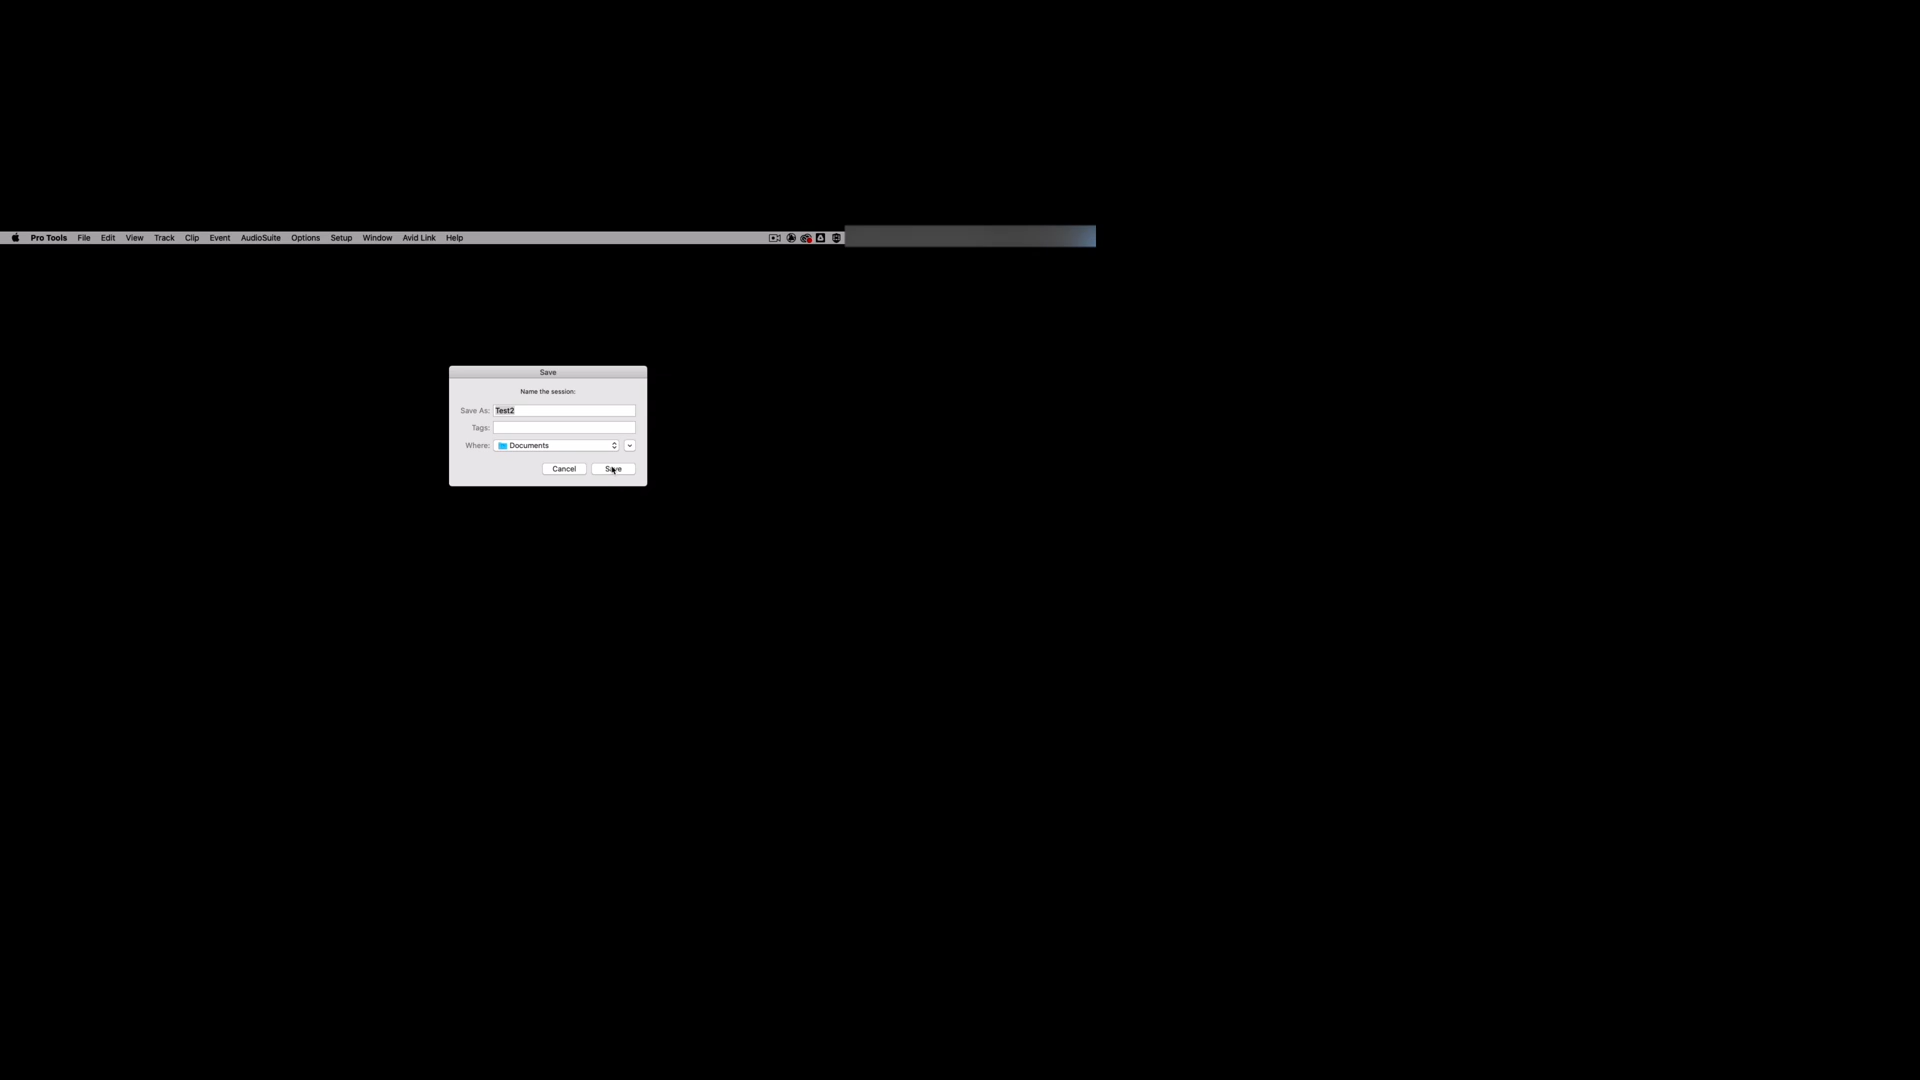 Pro Tools File Edit View Track Clip Event AudioSuite Options Setup Window Avid Link Help
Save
Name the session:
Save As: Test2
Tags:
Where: Documents
Cancel Save